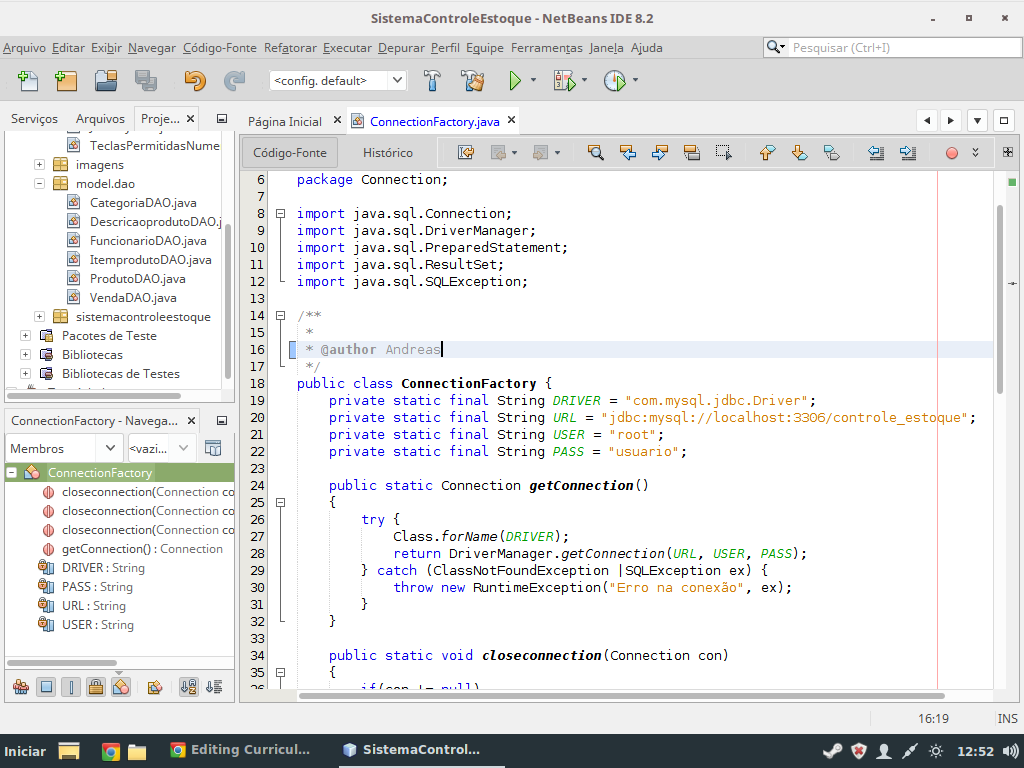 SistemaControleEstoque - NetBeans IDE 8.2
Arquivo Editar Exibir Navegar Código-Fonte Refatorar Executar Depurar Perfil Equipe Ferramentas Janela Ajuda
Pesquisar (Ctrl+I)
<config. default>
Serviços Arquivos Proje...
Página Inicial ConnectionFactory.java
TeclasPermitidasNume
imagens
model.dao
CategoriaDAO.java
DescricaoprodutoDAO.j
FuncionarioDAO.java
ItemprodutoDAO.java
ProdutoDAO.java
VendaDAO.java
sistemacontroleestoque
Pacotes de Teste
Bibliotecas
Bibliotecas de Testes
ConnectionFactory - Navega...
Membros <vazi...
ConnectionFactory
closeconnection(Connection co
closeconnection(Connection co
closeconnection(Connection co
getConnection() : Connection
DRIVER : String
PASS : String
URL : String
USER : String
Código-Fonte Histórico
6 package Connection;
7
8 import java.sql.Connection;
9 import java.sql.DriverManager;
10 import java.sql.PreparedStatement;
11 import java.sql.ResultSet;
12 import java.sql.SQLException;
13
14 /**
15 *
16 * @author Andreas
17 */
18 public class ConnectionFactory {
19 private static final String DRIVER = "com.mysql.jdbc.Driver";
20 private static final String URL = "jdbc:mysql://localhost:3306/controle_estoque";
21 private static final String USER = "root";
22 private static final String PASS = "usuario";
23
24 public static Connection getConnection()
25 {
26 try {
27 Class.forName(DRIVER);
28 return DriverManager.getConnection(URL, USER, PASS);
29 } catch (ClassNotFoundException |SQLException ex) {
30 throw new RuntimeException("Erro na conexão", ex);
31 }
32 }
33
34 public static void closeconnection(Connection con)
35 {
36 if(con != null)
16:19 INS
Iniciar Editing Curricul... SistemaControl... 12:52